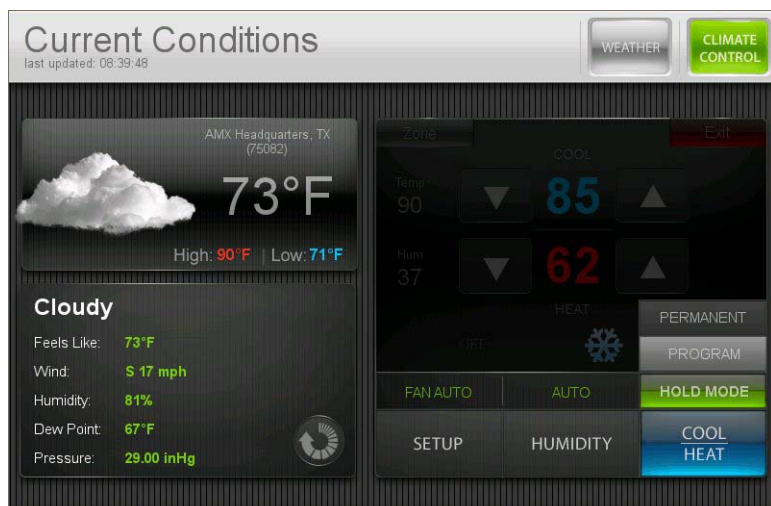 Current Conditions
last updated: 08:39:48
WEATHER
CLIMATE
CONTROL
AMX Headquarters, TX
(75082)
73°F
High: 90°F | Low: 71°F
Cloudy
Feels Like: 73°F
Wind: S 17 mph
Humidity: 81%
Dew Point: 67°F
Pressure: 29.00 inHg
Zone
Exit
COOL
Temp
90
85
Hum
37
62
HEAT
OFF
PERMANENT
PROGRAM
FAN AUTO
AUTO
HOLD MODE
SETUP
HUMIDITY
COOL
HEAT